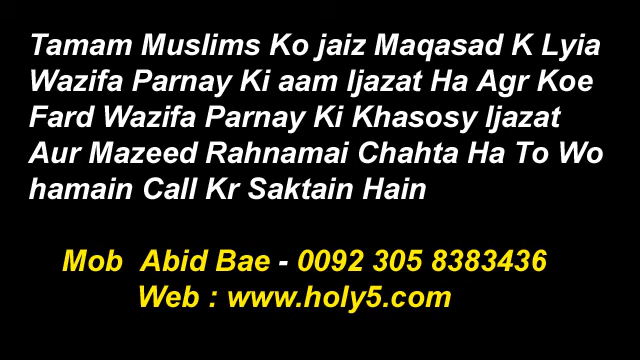 Tamam Muslims Ko jaiz Maqasad K Lyia
Wazifa Parnay Ki aam Ijazat Ha Agr Koe
Fard Wazifa Parnay Ki Khasosy Ijazat
Aur Mazeed Rahnamai Chahta Ha To Wo
hamain Call Kr Saktain Hain
Mob Abid Bae - 0092 305 8383436
Web : www.holy5.com